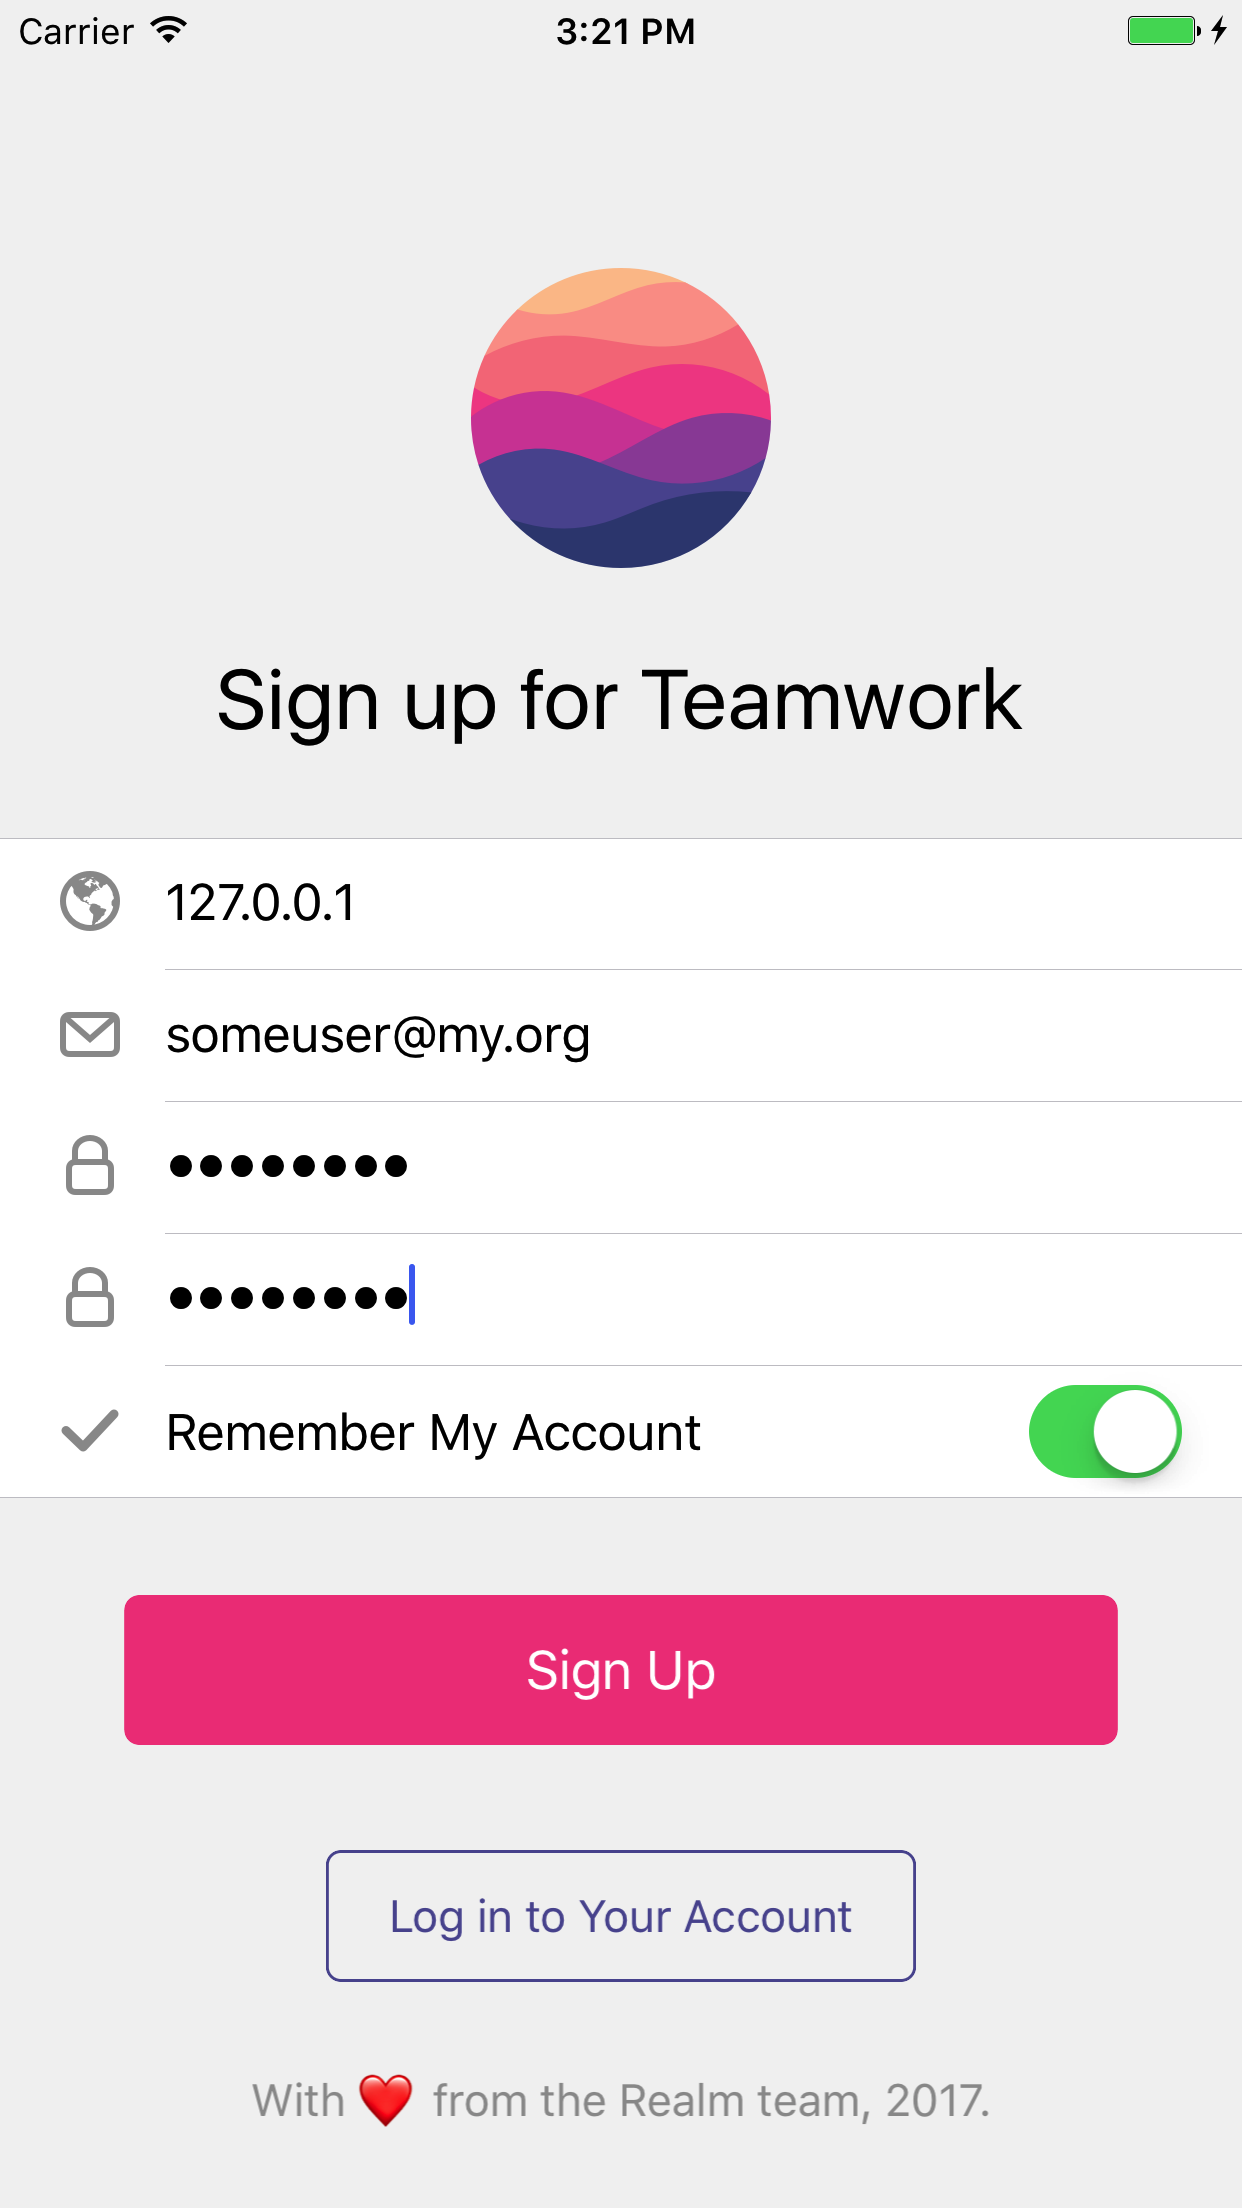 Carrier 3:21 PM
Sign up for Teamwork
127.0.0.1
someuser@my.org
••••••••
••••••••
Remember My Account
Sign Up
Log in to Your Account
With ❤️ from the Realm team, 2017.